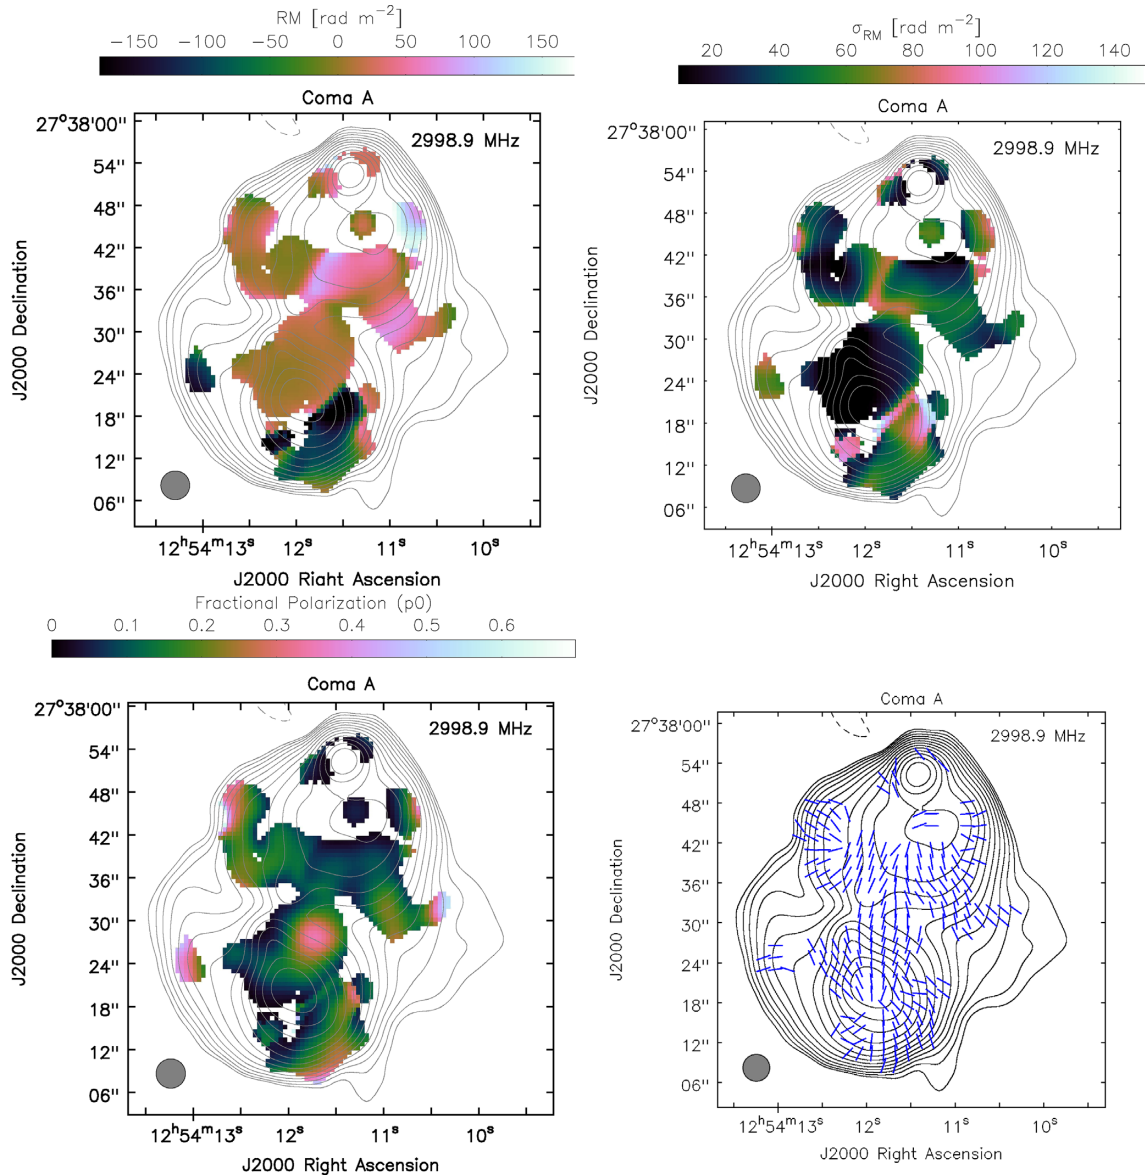 RM [rad m⁻²]
−150 −100 −50 0 50 100 150
Coma A
2998.9 MHz
27°38'00"
54"
48"
42"
36"
30"
24"
18"
12"
06"
J2000 Declination
12ʰ54ᵐ13ˢ 12ˢ 11ˢ 10ˢ
J2000 Right Ascension
σRM [rad m⁻²]
20 40 60 80 100 120 140
Coma A
2998.9 MHz
27°38'00"
54"
48"
42"
36"
30"
24"
18"
12"
06"
J2000 Declination
12ʰ54ᵐ13ˢ 12ˢ 11ˢ 10ˢ
J2000 Right Ascension
Fractional Polarization (p0)
0 0.1 0.2 0.3 0.4 0.5 0.6
Coma A
2998.9 MHz
27°38'00"
54"
48"
42"
36"
30"
24"
18"
12"
06"
J2000 Declination
12ʰ54ᵐ13ˢ 12ˢ 11ˢ 10ˢ
J2000 Right Ascension
Coma A
2998.9 MHz
27°38'00"
54"
48"
42"
36"
30"
24"
18"
12"
06"
J2000 Declination
12ʰ54ᵐ13ˢ 12ˢ 11ˢ 10ˢ
J2000 Right Ascension